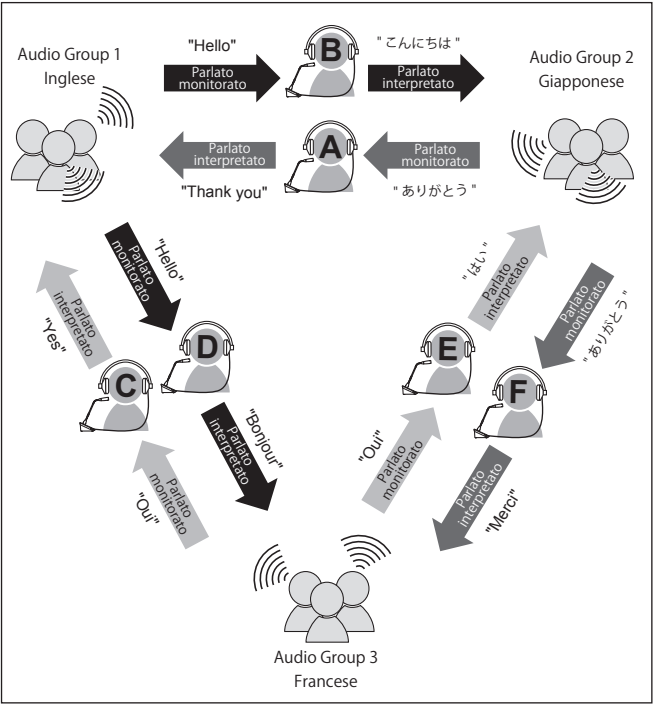 Audio Group 1
Inglese
"Hello"
Parlato
monitorato
B
" こんにちは "
Parlato
interpretato
Audio Group 2
Giapponese
Parlato
interpretato
"Thank you"
A
Parlato
monitorato
" ありがとう "
"Hello"
Parlato
monitorato
Parlato
interpretato
"Yes"
D
C
"Bonjour"
Parlato
interpretato
Parlato
monitorato
"Oui"
" はい "
Parlato
interpretato
Parlato
monitorato
" ありがとう "
E
F
"Oui"
Parlato
monitorato
Parlato
interpretato
"Merci"
Audio Group 3
Francese